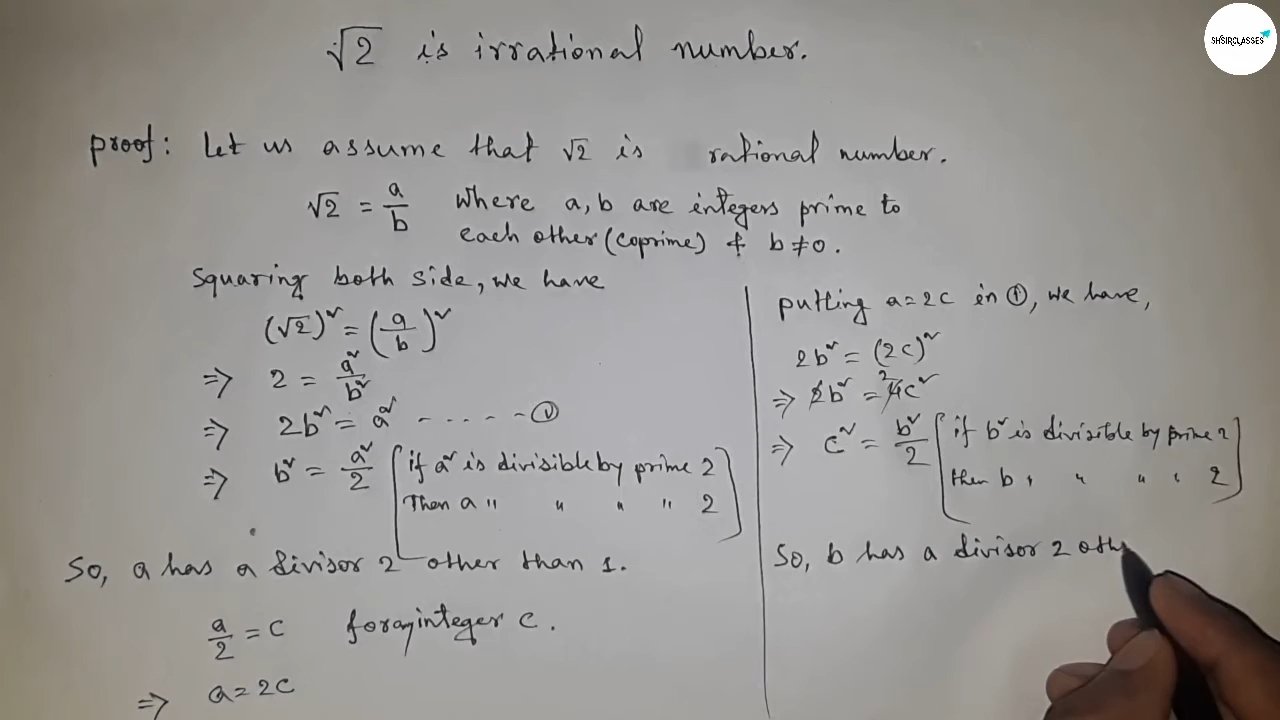 SHSIRCLASSES
√2 is irrational number.
proof: Let us assume that √2 is rational number.
√2 = a/b where a, b are integers prime to
each other (coprime) & b ≠ 0.
Squaring both side, we have
(√2)² = (a/b)²
⇒ 2 = a²/b²
⇒ 2b² = a² ------ ①
⇒ b² = a²/2 [if a² is divisible by prime 2
Then a " " " " 2]
So, a has a divisor 2 other than 1.
a/2 = c for any integer c.
⇒ a = 2c
putting a = 2c in ①, we have,
2b² = (2c)²
⇒ 2b² = 4c² 2
⇒ c² = b²/2 [if b² is divisible by prime 2
then b " " " " 2]
So, b has a divisor 2 oth